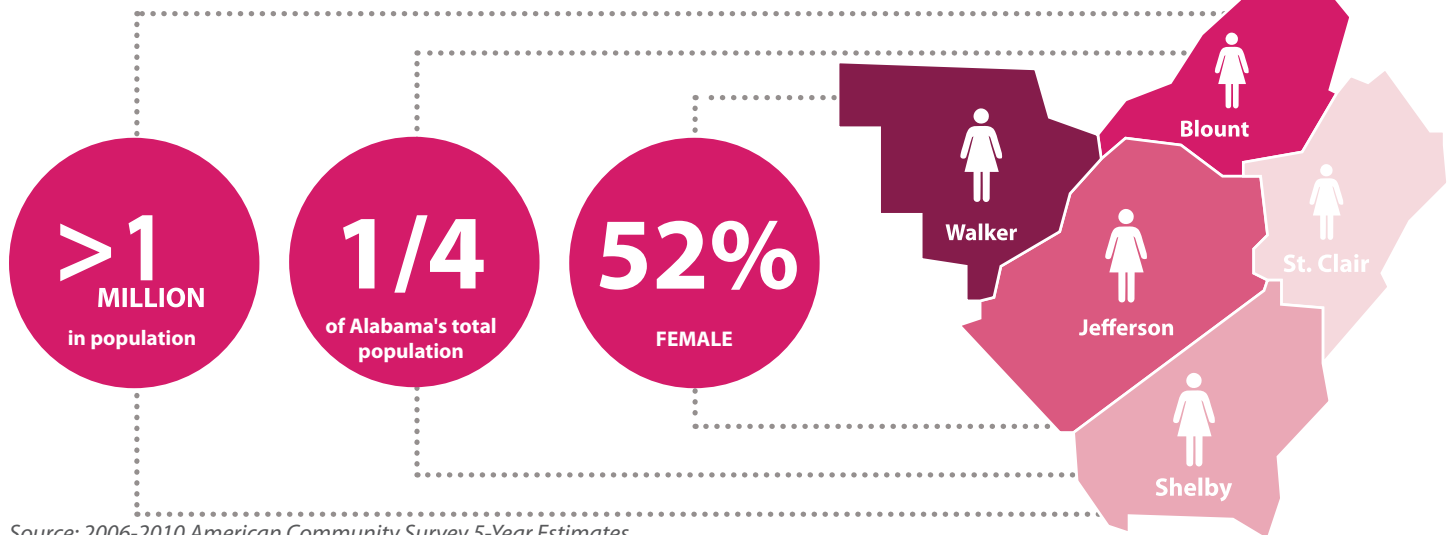 >1
MILLION
in population
1/4
of Alabama's total
population
52%
FEMALE
Blount
Walker
St. Clair
Jefferson
Shelby
Source: 2006-2010 American Community Survey 5-Year Estimates